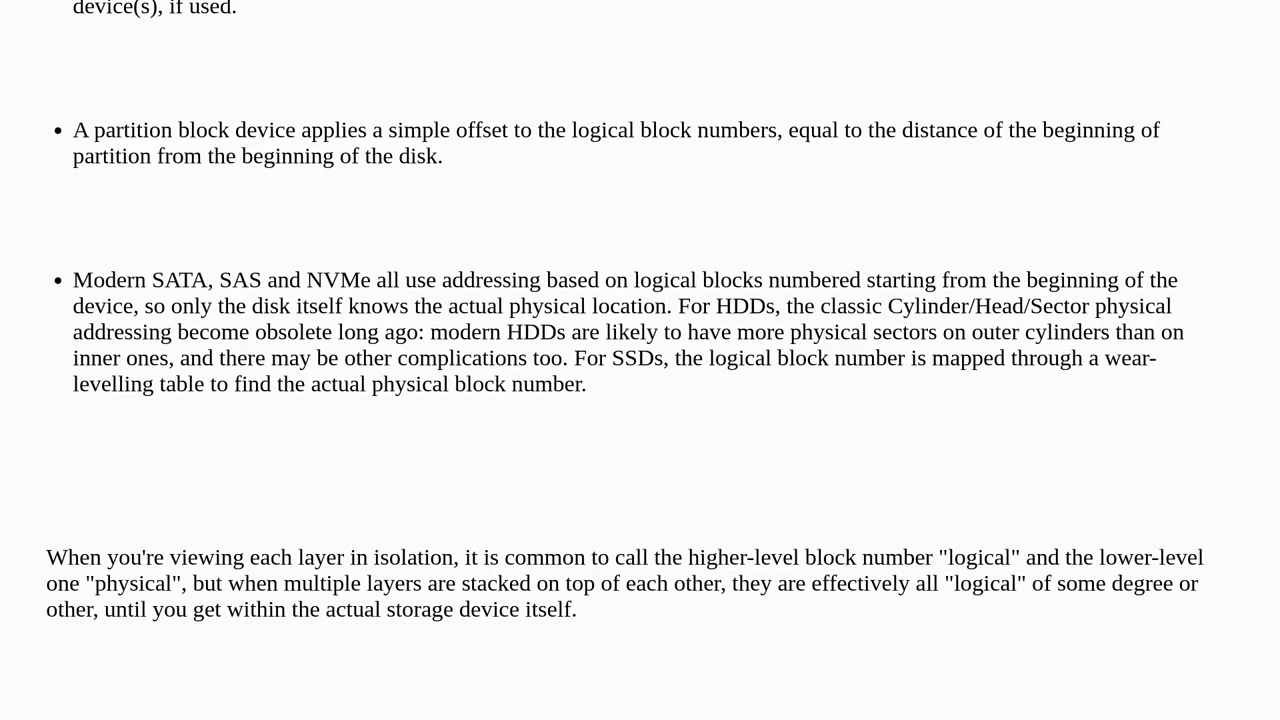 device(s), if used.
• A partition block device applies a simple offset to the logical block numbers, equal to the distance of the beginning of
partition from the beginning of the disk.
• Modern SATA, SAS and NVMe all use addressing based on logical blocks numbered starting from the beginning of the
device, so only the disk itself knows the actual physical location. For HDDs, the classic Cylinder/Head/Sector physical
addressing become obsolete long ago: modern HDDs are likely to have more physical sectors on outer cylinders than on
inner ones, and there may be other complications too. For SSDs, the logical block number is mapped through a wear-
levelling table to find the actual physical block number.
When you're viewing each layer in isolation, it is common to call the higher-level block number "logical" and the lower-level
one "physical", but when multiple layers are stacked on top of each other, they are effectively all "logical" of some degree or
other, until you get within the actual storage device itself.